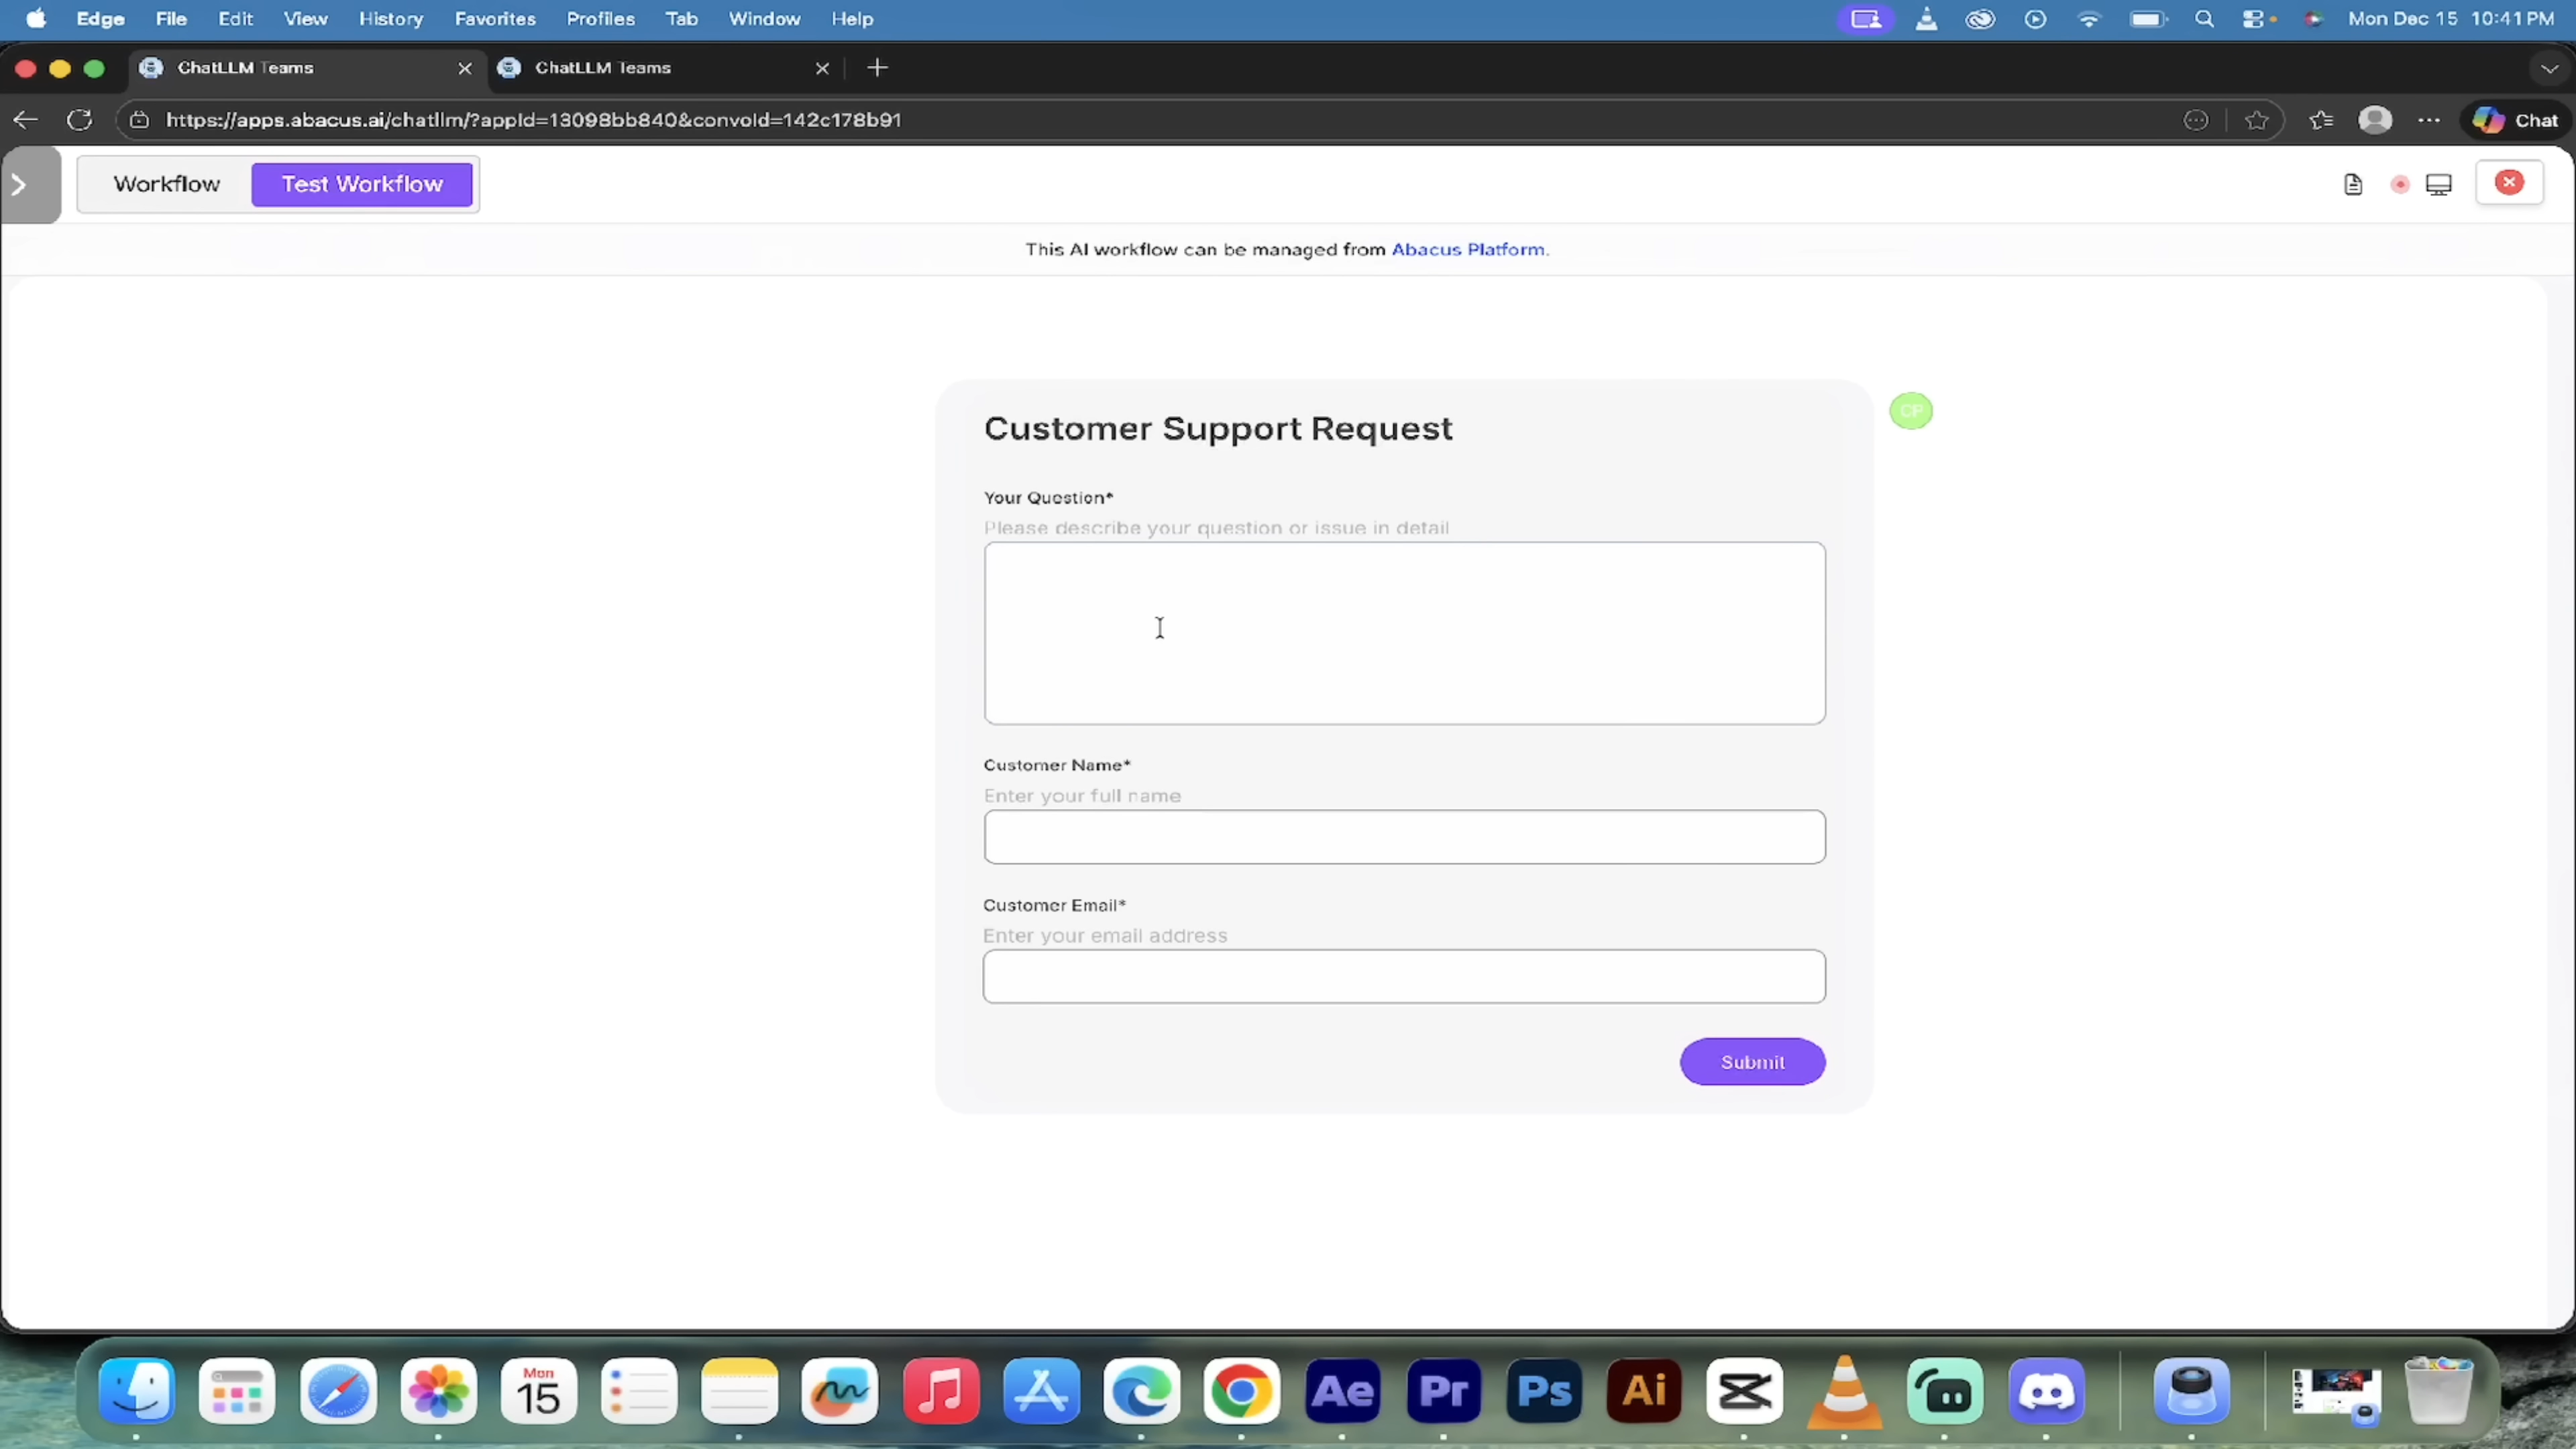 Edge File Edit View History Favorites Profiles Tab Window Help Mon Dec 15 10:41 PM
ChatLLM Teams ChatLLM Teams
https://apps.abacus.ai/chatllm/?appId=13098bb840&convoId=142c178b91 Chat
Workflow Test Workflow
This AI workflow can be managed from Abacus Platform.
Customer Support Request
CP
Your Question*
Please describe your question or issue in detail
Customer Name*
Enter your full name
Customer Email*
Enter your email address
Submit
Mon
15
Ae Pr Ps Ai